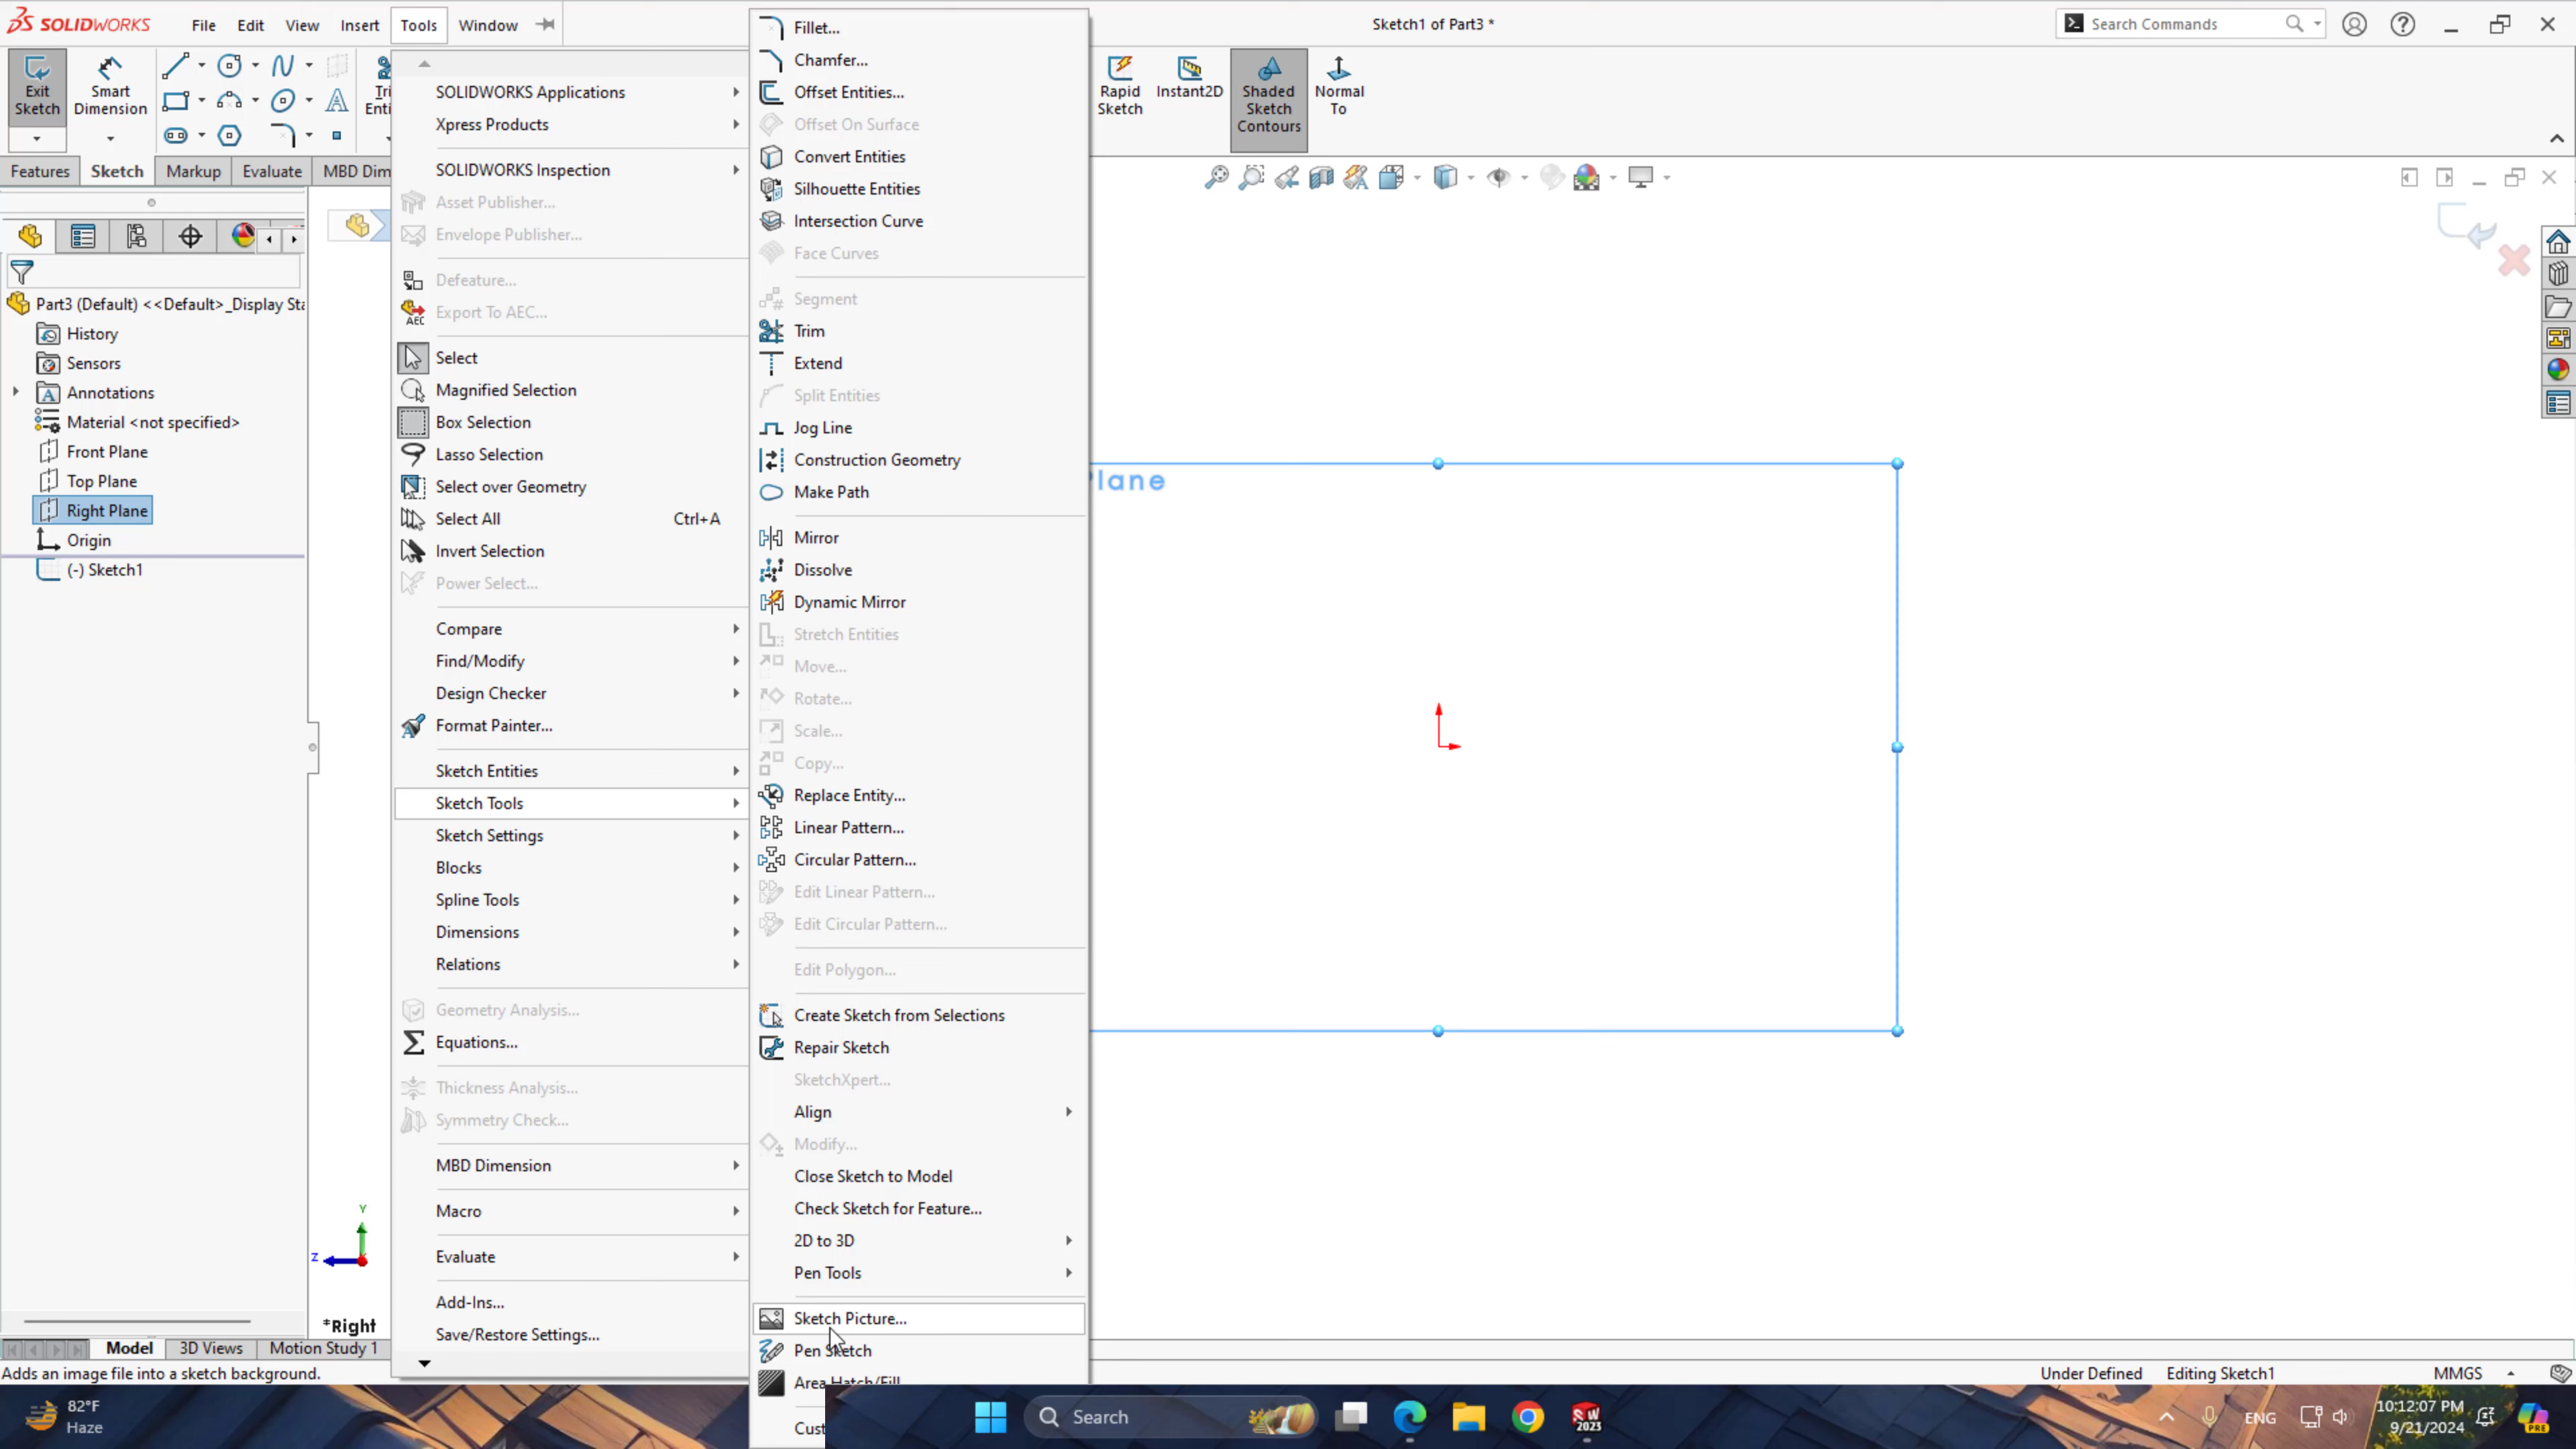 SOLIDWORKS File Edit View Insert Tools Window Sketch1 of Part3 * Search Commands
Exit Sketch
Smart Dimension
Rapid Sketch
Instant2D
Shaded Sketch Contours
Normal To
Features Sketch Markup Evaluate MBD Dim
Part3 (Default) <<Default>_Display Sta
History
Sensors
Annotations
Material <not specified>
Front Plane
Top Plane
Right Plane
Origin
(-) Sketch1
SOLIDWORKS Applications
Xpress Products
SOLIDWORKS Inspection
Asset Publisher...
Envelope Publisher...
Defeature...
Export To AEC...
Select
Magnified Selection
Box Selection
Lasso Selection
Select over Geometry
Select All Ctrl+A
Invert Selection
Power Select...
Compare
Find/Modify
Design Checker
Format Painter...
Sketch Entities
Sketch Tools
Sketch Settings
Blocks
Spline Tools
Dimensions
Relations
Geometry Analysis...
Equations...
Thickness Analysis...
Symmetry Check...
MBD Dimension
Macro
Evaluate
Add-Ins...
Save/Restore Settings...
Fillet...
Chamfer...
Offset Entities...
Offset On Surface
Convert Entities
Silhouette Entities
Intersection Curve
Face Curves
Segment
Trim
Extend
Split Entities
Jog Line
Construction Geometry
Make Path
Mirror
Dissolve
Dynamic Mirror
Stretch Entities
Move...
Rotate...
Scale...
Copy...
Replace Entity...
Linear Pattern...
Circular Pattern...
Edit Linear Pattern...
Edit Circular Pattern...
Edit Polygon...
Create Sketch from Selections
Repair Sketch
SketchXpert...
Align
Modify...
Close Sketch to Model
Check Sketch for Feature...
2D to 3D
Pen Tools
Sketch Picture...
Pen Sketch
Area Hatch/Fill
Cust
Plane
Y
Z
*Right
Model 3D Views Motion Study 1
Adds an image file into a sketch background. Under Defined Editing Sketch1 MMGS
82°F
Haze
Search
SW
2023
ENG
10:12:07 PM
9/21/2024
PRE